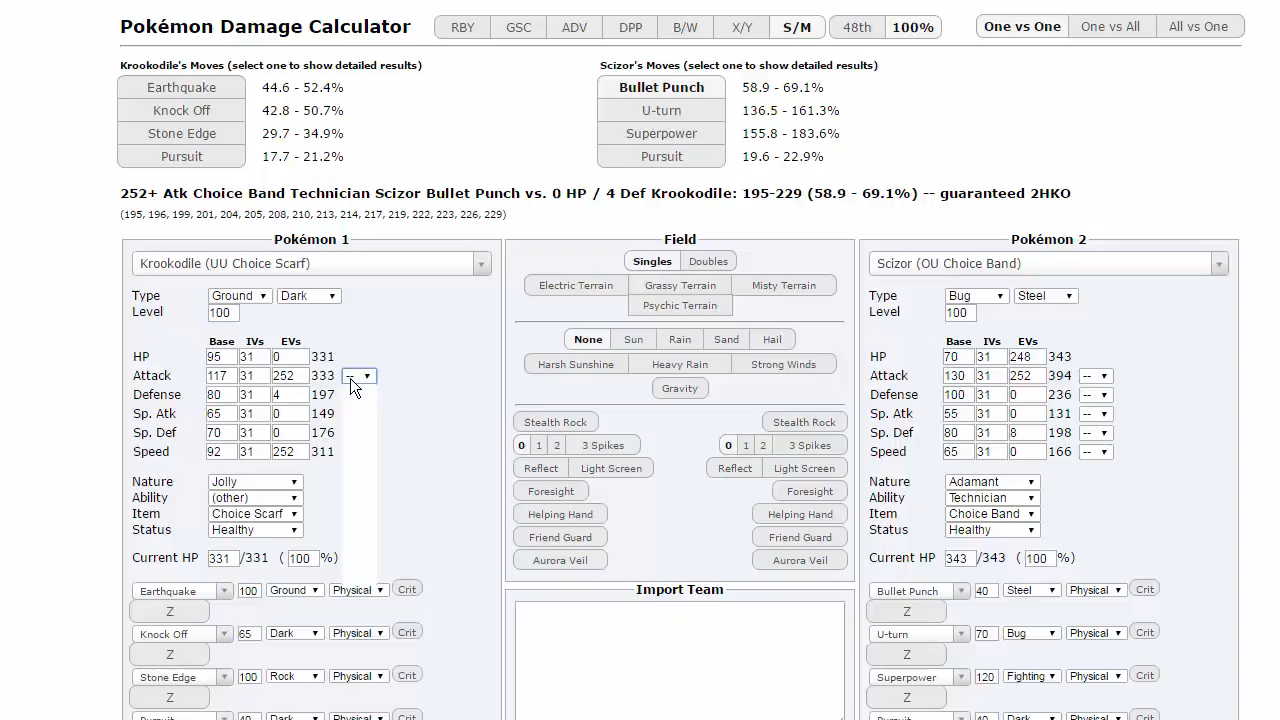 Pokémon Damage Calculator RBY GSC ADV DPP B/W X/Y S/M 48th 100% One vs One One vs All All vs One
Krookodile's Moves (select one to show detailed results) Scizor's Moves (select one to show detailed results)
Earthquake 44.6 - 52.4% Bullet Punch 58.9 - 69.1%
Knock Off 42.8 - 50.7% U-turn 136.5 - 161.3%
Stone Edge 29.7 - 34.9% Superpower 155.8 - 183.6%
Pursuit 17.7 - 21.2% Pursuit 19.6 - 22.9%
252+ Atk Choice Band Technician Scizor Bullet Punch vs. 0 HP / 4 Def Krookodile: 195-229 (58.9 - 69.1%) -- guaranteed 2HKO
(195, 196, 199, 201, 204, 205, 208, 210, 213, 214, 217, 219, 222, 223, 226, 229)
Pokémon 1
Krookodile (UU Choice Scarf)
Type Ground Dark
Level 100
Base IVs EVs
HP 95 31 0 331
Attack 117 31 252 333 --
Defense 80 31 4 197
Sp. Atk 65 31 0 149
Sp. Def 70 31 0 176
Speed 92 31 252 311
Nature Jolly
Ability (other)
Item Choice Scarf
Status Healthy
Current HP 331 /331 ( 100 %)
Earthquake 100 Ground Physical Crit
Z
Knock Off 65 Dark Physical Crit
Z
Stone Edge 100 Rock Physical Crit
Z
Pursuit 40 Dark Physical Crit
Field
Singles Doubles
Electric Terrain Grassy Terrain Misty Terrain
Psychic Terrain
None Sun Rain Sand Hail
Harsh Sunshine Heavy Rain Strong Winds
Gravity
Stealth Rock Stealth Rock
0 1 2 3 Spikes 0 1 2 3 Spikes
Reflect Light Screen Reflect Light Screen
Foresight Foresight
Helping Hand Helping Hand
Friend Guard Friend Guard
Aurora Veil Aurora Veil
Import Team
Pokémon 2
Scizor (OU Choice Band)
Type Bug Steel
Level 100
Base IVs EVs
HP 70 31 248 343
Attack 130 31 252 394 --
Defense 100 31 0 236 --
Sp. Atk 55 31 0 131 --
Sp. Def 80 31 8 198 --
Speed 65 31 0 166 --
Nature Adamant
Ability Technician
Item Choice Band
Status Healthy
Current HP 343 /343 ( 100 %)
Bullet Punch 40 Steel Physical Crit
Z
U-turn 70 Bug Physical Crit
Z
Superpower 120 Fighting Physical Crit
Z
Pursuit 40 Dark Physical Crit